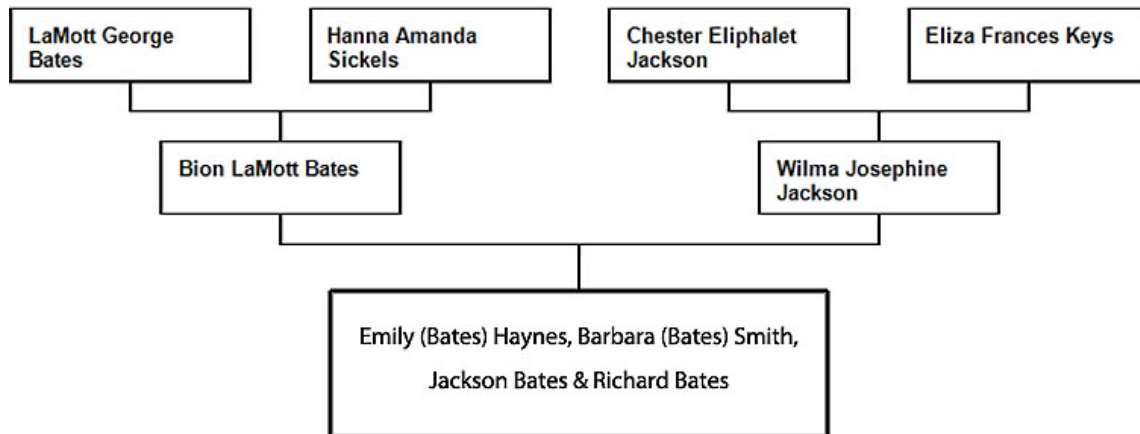 LaMott George
Bates
Hanna Amanda
Sickels
Chester Eliphalet
Jackson
Eliza Frances Keys
Bion LaMott Bates
Wilma Josephine
Jackson
Emily (Bates) Haynes, Barbara (Bates) Smith,
Jackson Bates & Richard Bates